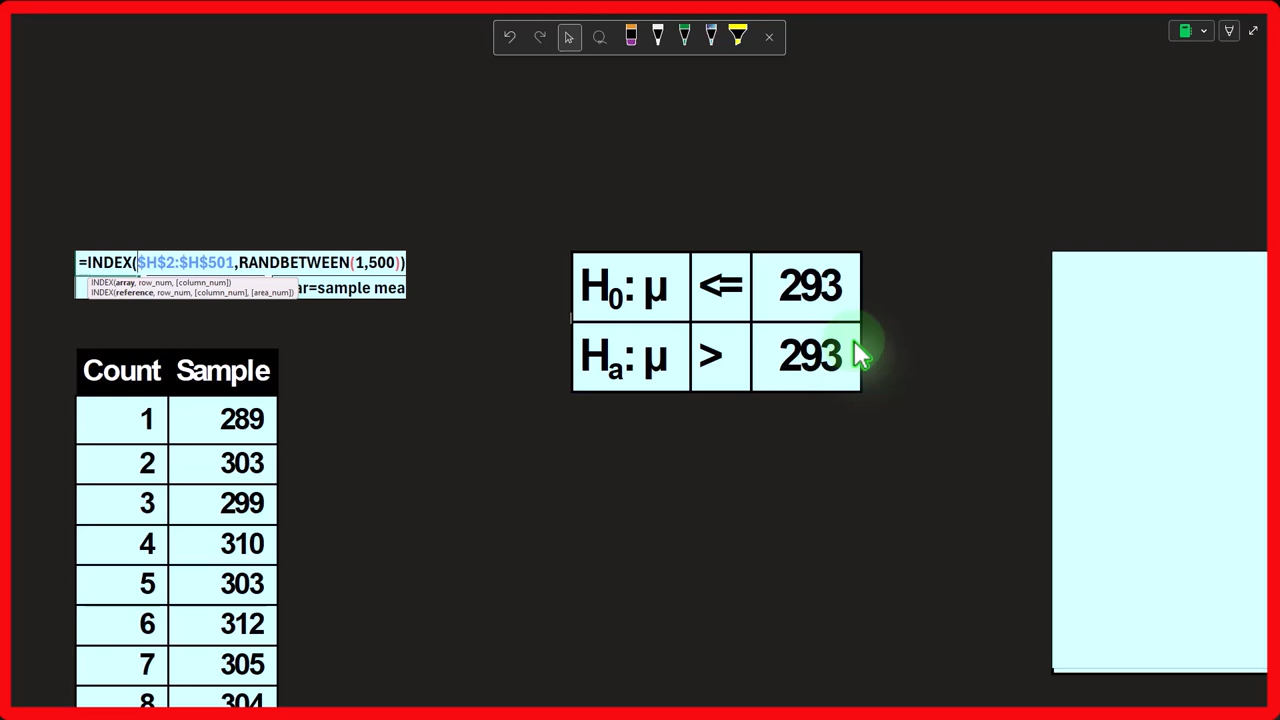 =INDEX($H$2:$H$501,RANDBETWEEN(1,500))
INDEX(array, row_num, [column_num])
INDEX(reference, row_num, [column_num], [area_num])
ar=sample mea
H₀: µ <= 293
Hₐ: µ > 293
Count Sample
1 289
2 303
3 299
4 310
5 303
6 312
7 305
8 304